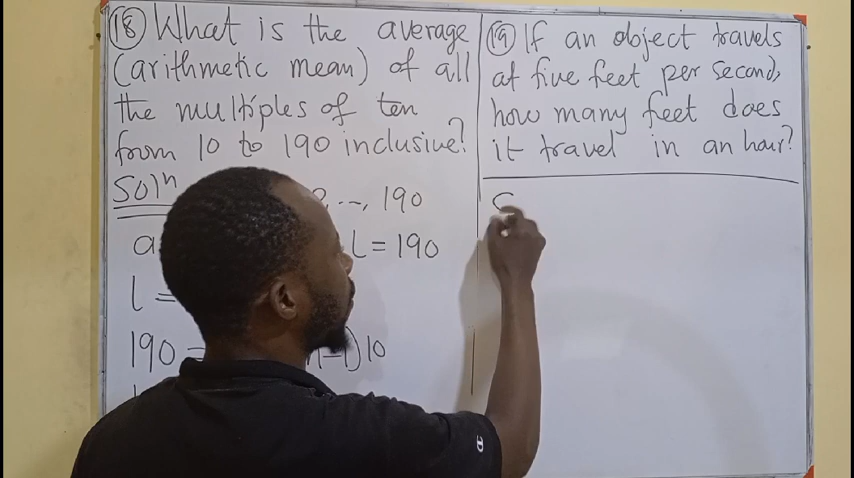 (18) What is the average
(arithmetic mean) of all
the multiples of ten
from 10 to 190 inclusive?
Soln
..., 190
a
l = 190
l =
190 =
-1)10
(19) If an object travels
at five feet per second,
how many feet does
it travel in an hour?
S